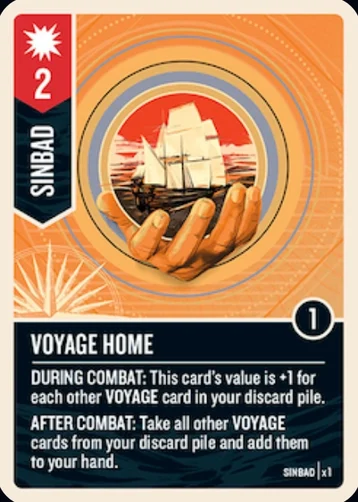 2
SINBAD
1
VOYAGE HOME
DURING COMBAT: This card's value is +1 for
each other VOYAGE card in your discard pile.
AFTER COMBAT: Take all other VOYAGE
cards from your discard pile and add them
to your hand.
SINBAD | x1